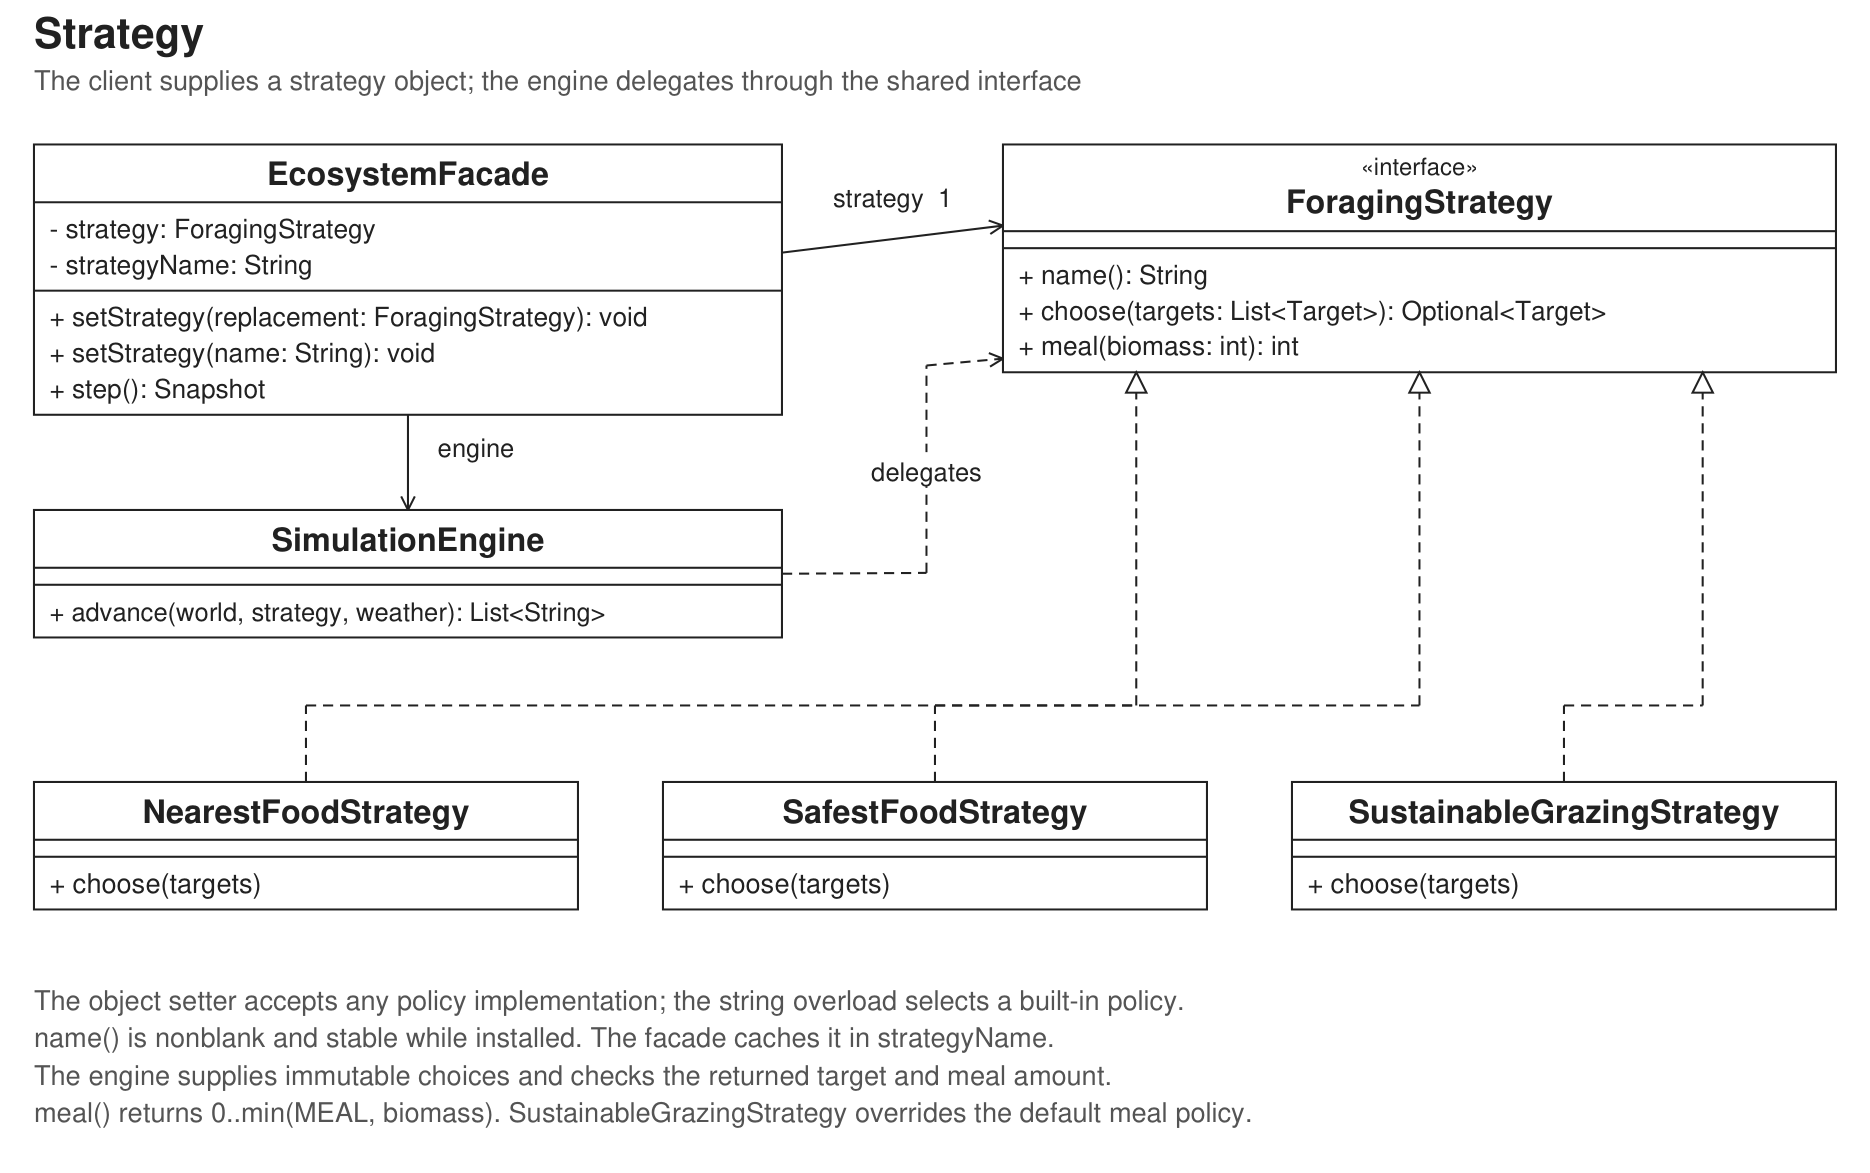 Strategy
The client supplies a strategy object; the engine delegates through the shared interface
EcosystemFacade
- strategy: ForagingStrategy
- strategyName: String
+ setStrategy(replacement: ForagingStrategy): void
+ setStrategy(name: String): void
+ step(): Snapshot
strategy 1
«interface»
ForagingStrategy
+ name(): String
+ choose(targets: List<Target>): Optional<Target>
+ meal(biomass: int): int
engine
delegates
SimulationEngine
+ advance(world, strategy, weather): List<String>
NearestFoodStrategy
+ choose(targets)
SafestFoodStrategy
+ choose(targets)
SustainableGrazingStrategy
+ choose(targets)
The object setter accepts any policy implementation; the string overload selects a built-in policy.
name() is nonblank and stable while installed. The facade caches it in strategyName.
The engine supplies immutable choices and checks the returned target and meal amount.
meal() returns 0..min(MEAL, biomass). SustainableGrazingStrategy overrides the default meal policy.